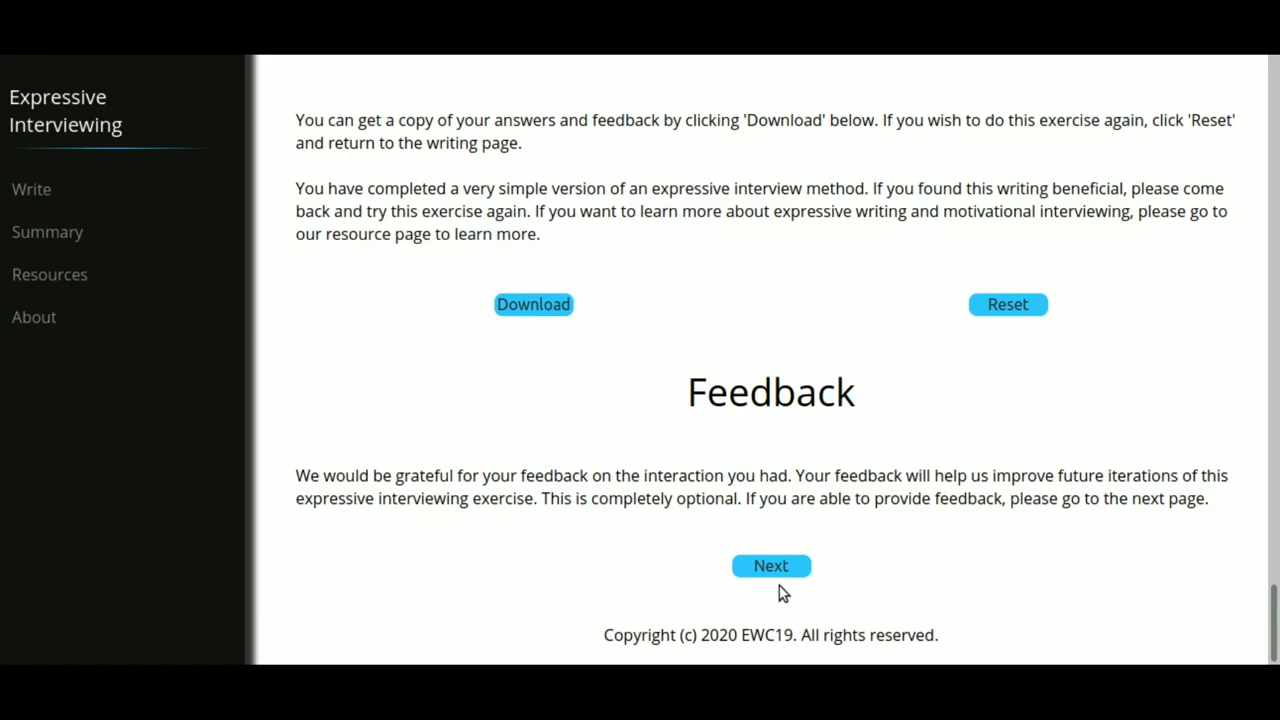 Expressive
Interviewing
Write
Summary
Resources
About
You can get a copy of your answers and feedback by clicking 'Download' below. If you wish to do this exercise again, click 'Reset'
and return to the writing page.
You have completed a very simple version of an expressive interview method. If you found this writing beneficial, please come
back and try this exercise again. If you want to learn more about expressive writing and motivational interviewing, please go to
our resource page to learn more.
Download
Reset
Feedback
We would be grateful for your feedback on the interaction you had. Your feedback will help us improve future iterations of this
expressive interviewing exercise. This is completely optional. If you are able to provide feedback, please go to the next page.
Next
Copyright (c) 2020 EWC19. All rights reserved.